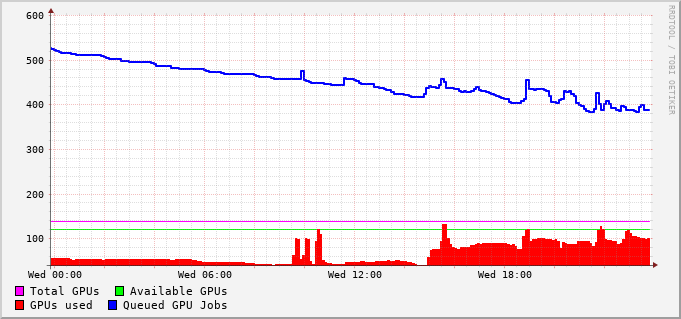 600
500
400
300
200
100
Wed 00:00 Wed 06:00 Wed 12:00 Wed 18:00
Total GPUs Available GPUs
GPUs used Queued GPU Jobs
RRDTOOL / TOBI OETIKER